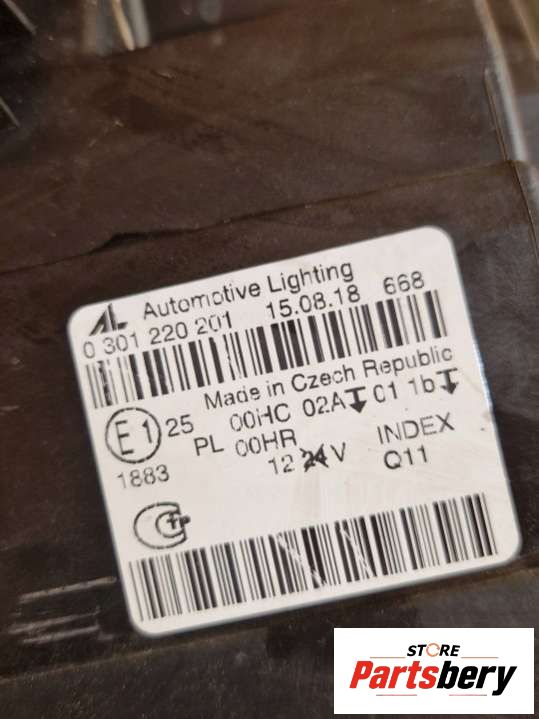 AL Automotive Lighting
0 301 220 201 15.08.18 668
Made in Czech Republic
E1 25 00HC 02A 01 1b
PL 00HR
1883 12 24 V INDEX
Q11
STORE
Partsbery